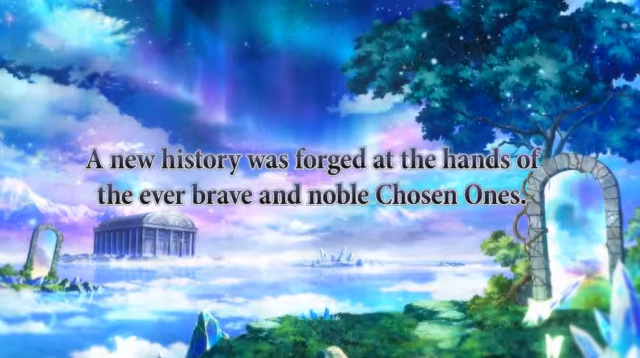 A new history was forged at the hands of
the ever brave and noble Chosen Ones.